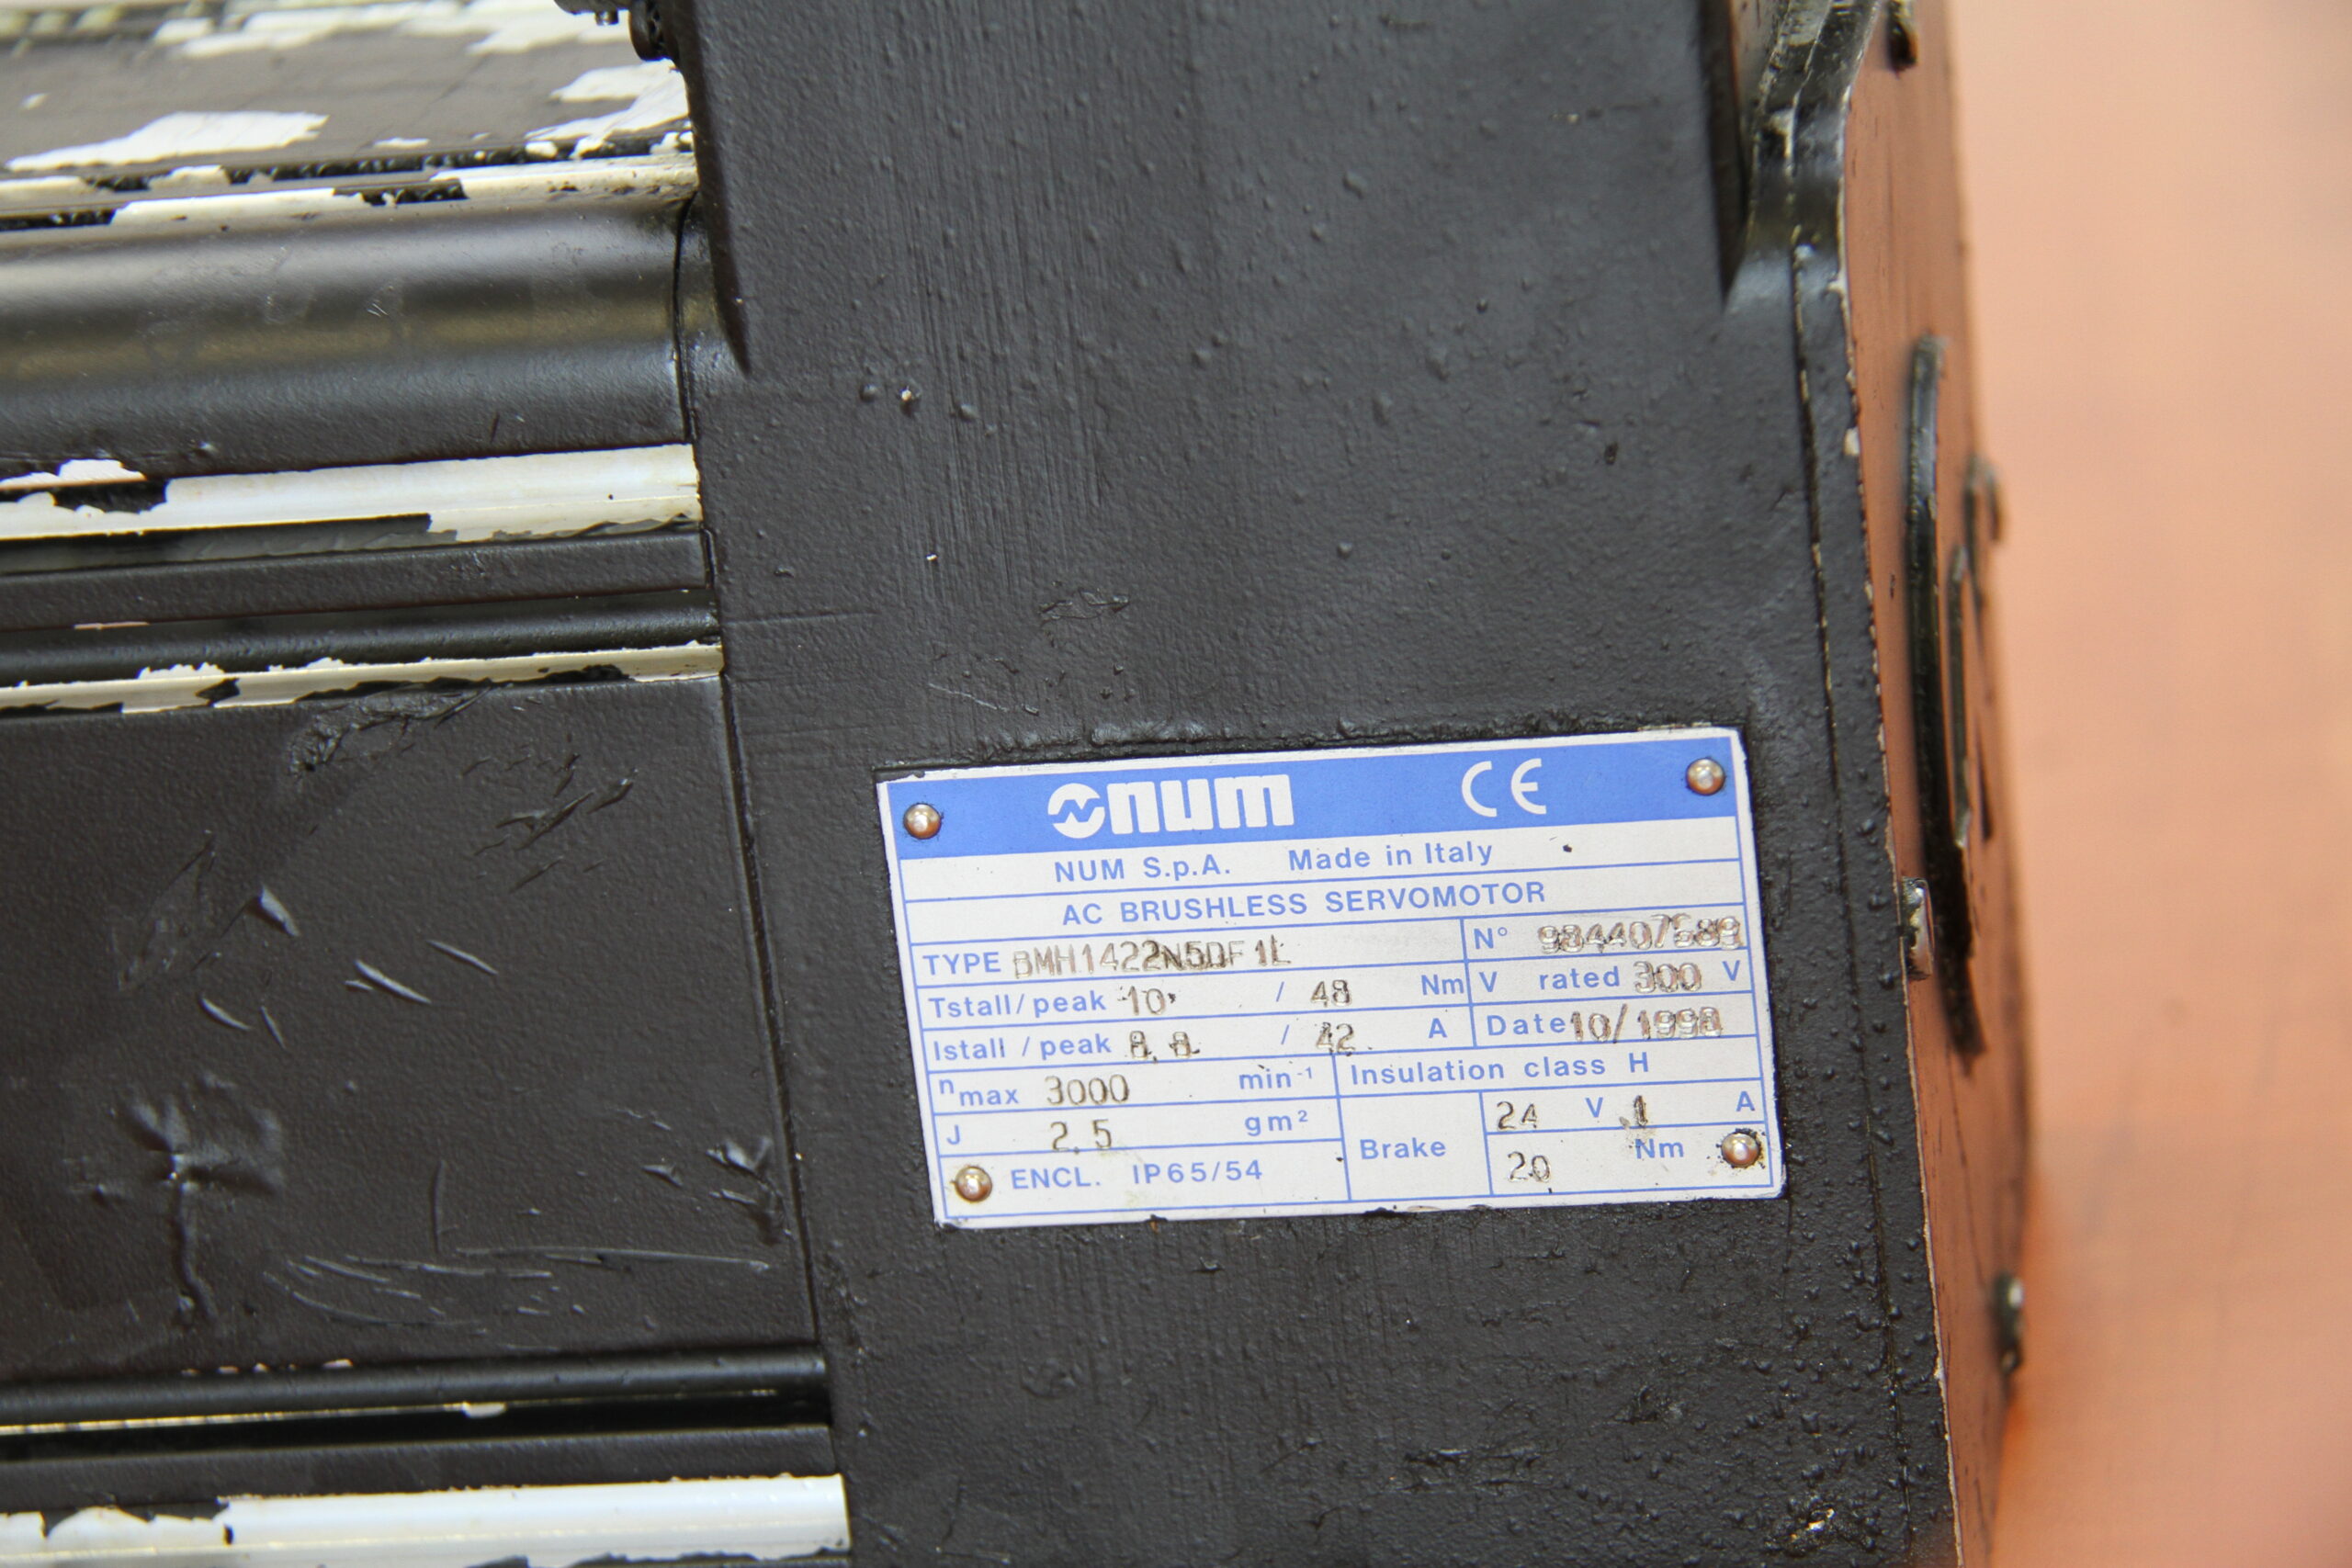 num CE
NUM S.p.A. Made in Italy
AC BRUSHLESS SERVOMOTOR
TYPE BMH1422N5DF1L N°
Tstall/peak 10 / 48 Nm V rated 300 V
Istall / peak 8.8 / 42 A Date 10/1998
n max 3000 min⁻¹ Insulation class H
J 2.5 gm² Brake 24 V 1 A
ENCL. IP65/54 20 Nm